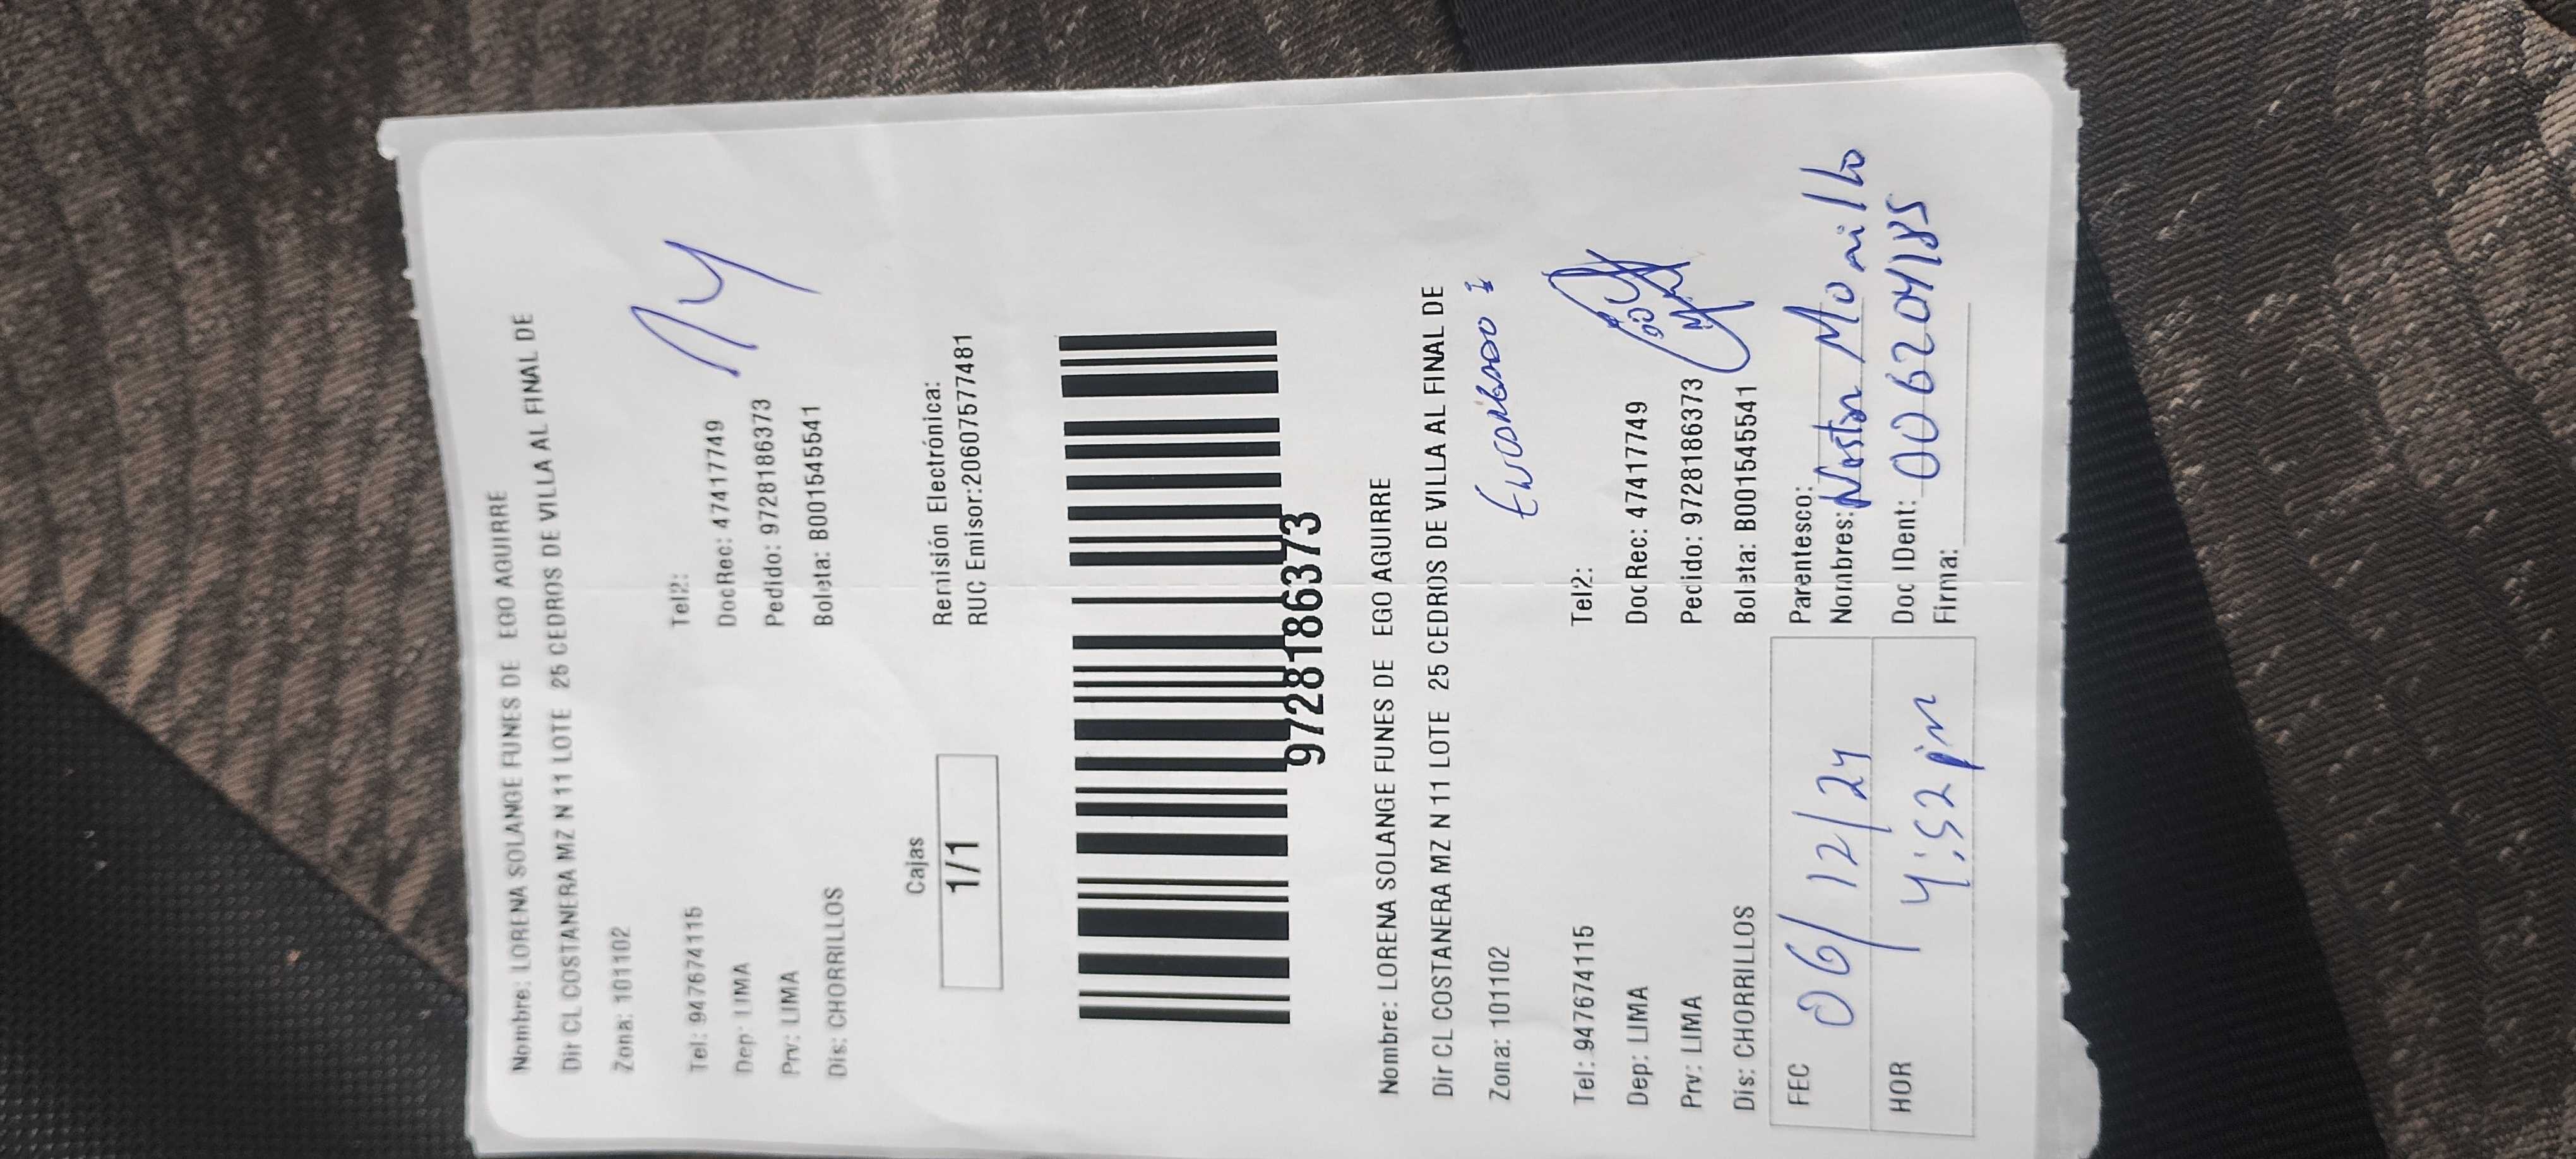 Nombre: LORENA SOLANGE FUNES DE EGO AGUIRRE
Dir CL COSTANERA MZ N 11 LOTE 25 CEDROS DE VILLA AL FINAL DE
Zona: 101102
Tel: 947674115 Tel2:
Dep: LIMA DocRec: 47417749
Prv: LIMA Pedido: 9728186373
Dis: CHORRILLOS Boleta: B001545541
14
Cajas
1/1
Remisión Electrónica:
RUC Emisor:20607577481
9728186373
Nombre: LORENA SOLANGE FUNES DE EGO AGUIRRE
Dir CL COSTANERA MZ N 11 LOTE 25 CEDROS DE VILLA AL FINAL DE
Zona: 101102
Tel: 947674115 Tel2:
Dep: LIMA DocRec: 47417749
Prv: LIMA Pedido: 9728186373
Dis: CHORRILLOS Boleta: B001545541
FEC 06/12/24
HOR 4:52 pm
Parentesco:
Nombres: Nestor
Doc IDent: 006204185
Firma: